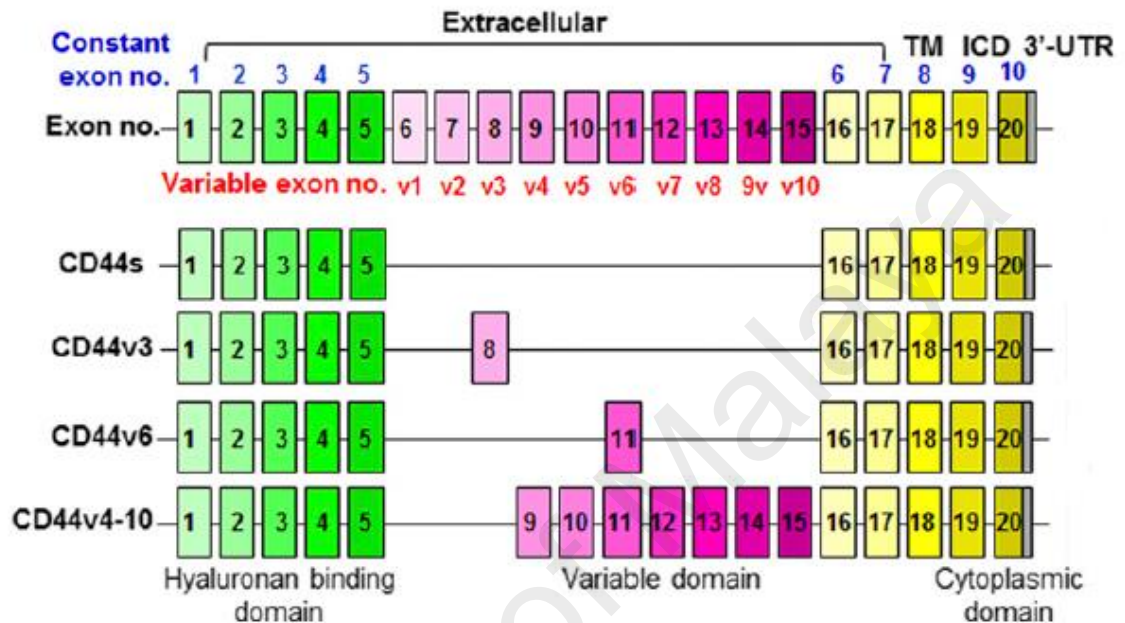 Extracellular
Constant TM ICD 3'-UTR
exon no. 1 2 3 4 5 6 7 8 9 10
Exon no. 1 2 3 4 5 6 7 8 9 10 11 12 13 14 15 16 17 18 19 20
Variable exon no. v1 v2 v3 v4 v5 v6 v7 v8 9v v10
CD44s 1 2 3 4 5 16 17 18 19 20
CD44v3 1 2 3 4 5 8 16 17 18 19 20
CD44v6 1 2 3 4 5 11 16 17 18 19 20
CD44v4-10 1 2 3 4 5 9 10 11 12 13 14 15 16 17 18 19 20
Hyaluronan binding Variable domain Cytoplasmic
domain domain
of Malaya